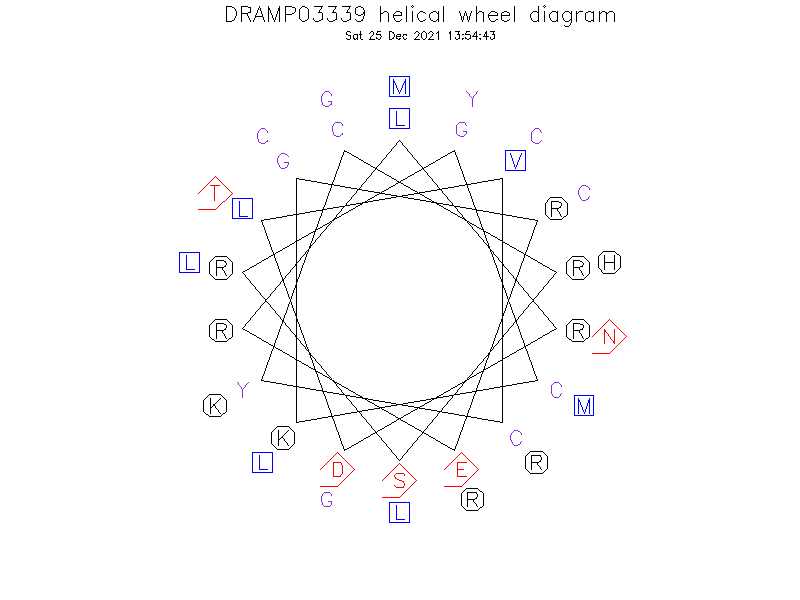 DRAMP03339 helical wheel diagram
Sat 25 Dec 2021 13:54:43
M
G Y
L
C G
C C
G V
T C
L R
L R R H
R R N
Y C
K M
K C
L R
D S E
G R
L